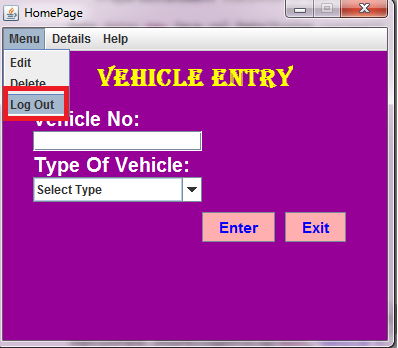 HomePage
Menu Details Help
Edit
Delete
Log Out
VEHICLE ENTRY
Vehicle No:
Type Of Vehicle:
Select Type
Enter Exit